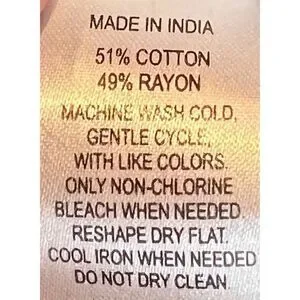 MADE IN INDIA
51% COTTON
49% RAYON
MACHINE WASH COLD,
GENTLE CYCLE,
WITH LIKE COLORS.
ONLY NON-CHLORINE
BLEACH WHEN NEEDED.
RESHAPE DRY FLAT.
COOL IRON WHEN NEEDED
DO NOT DRY CLEAN.